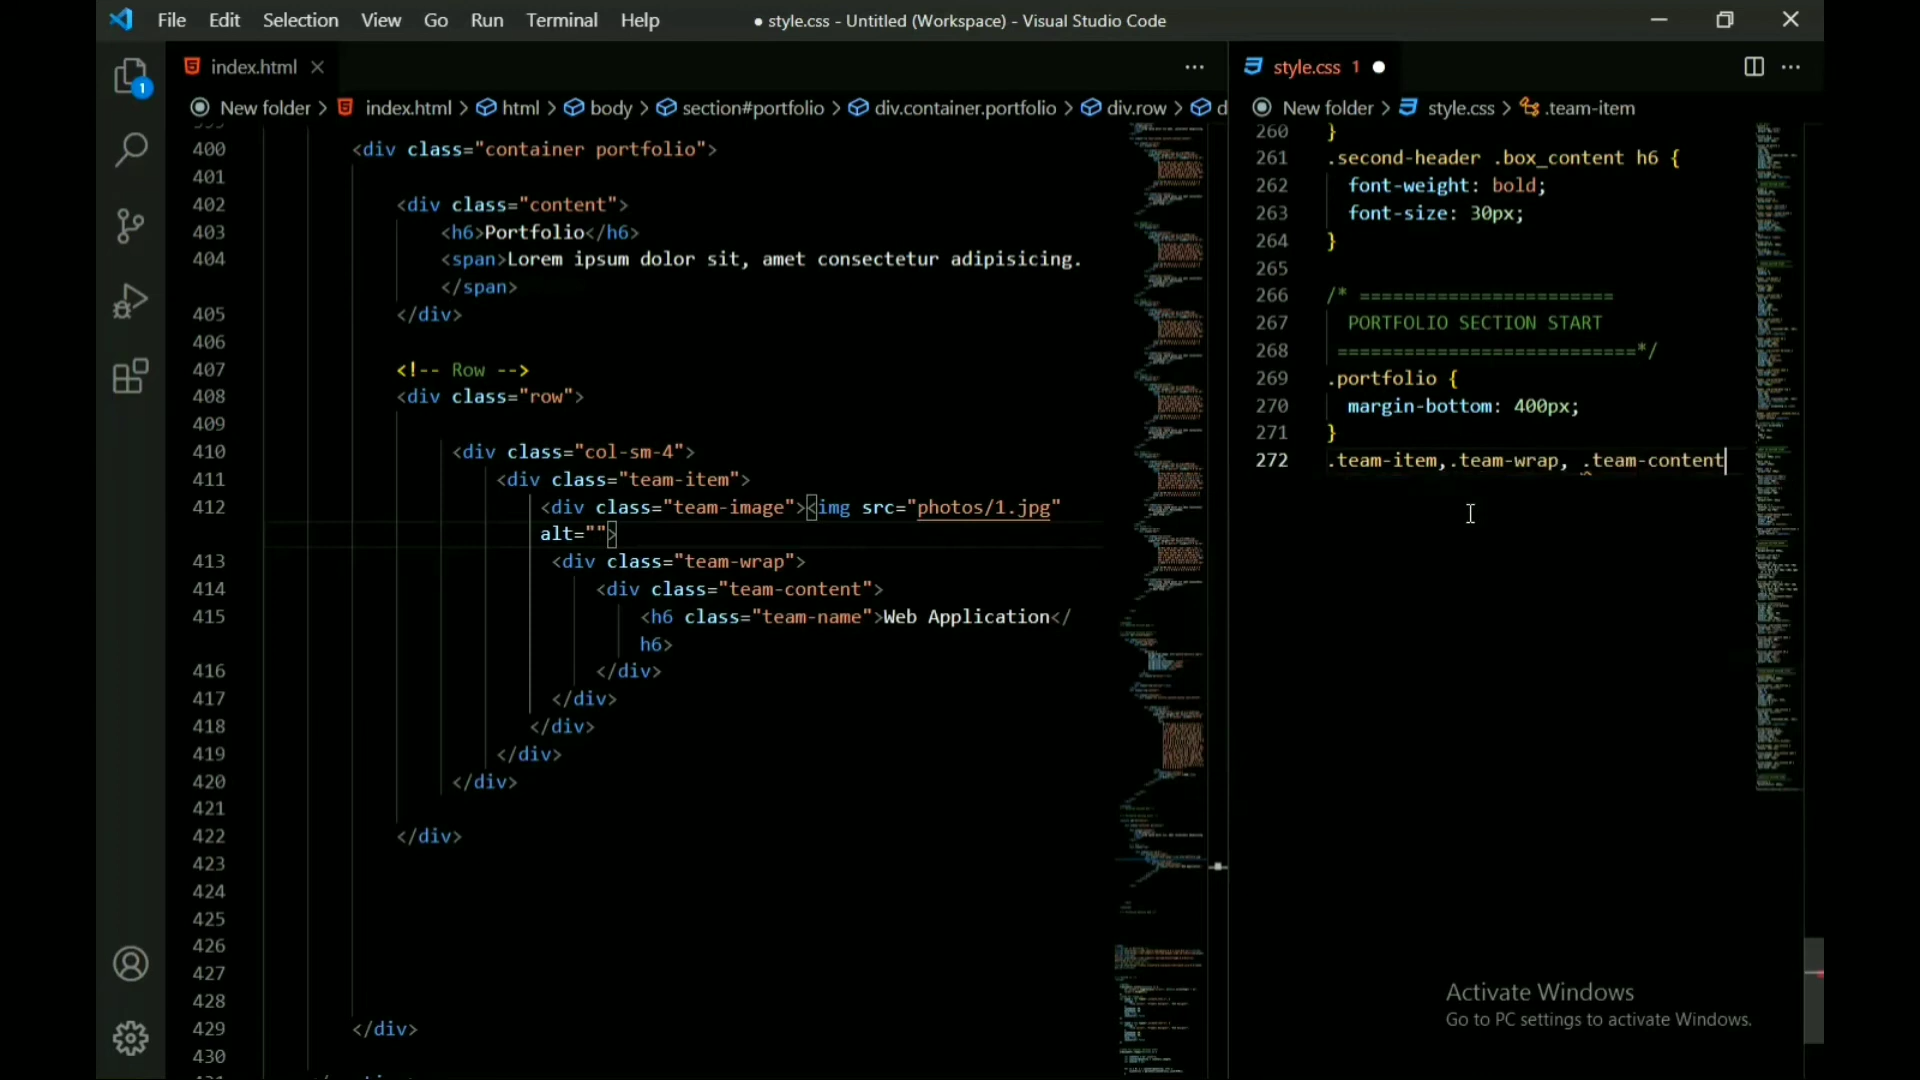 File Edit Selection View Go Run Terminal Help
● style.css - Untitled (Workspace) - Visual Studio Code
index.html
New folder > index.html > html > body > section#portfolio > div.container.portfolio > div.row > d
1
400 <div class="container portfolio">
401
402 <div class="content">
403 <h6>Portfolio</h6>
404 <span>Lorem ipsum dolor sit, amet consectetur adipisicing.
</span>
405 </div>
406
407 <!-- Row -->
408 <div class="row">
409
410 <div class="col-sm-4">
411 <div class="team-item">
412 <div class="team-image"><img src="photos/1.jpg"
alt="">
413 <div class="team-wrap">
414 <div class="team-content">
415 <h6 class="team-name">Web Application</
h6>
416 </div>
417 </div>
418 </div>
419 </div>
420 </div>
421
422 </div>
423
424
425
426
427
428
429 </div>
430
style.css 1
New folder > style.css > .team-item
260 }
261 .second-header .box_content h6 {
262 font-weight: bold;
263 font-size: 30px;
264 }
265
266 /* =======================
267 PORTFOLIO SECTION START
268 ===========================*/
269 .portfolio {
270 margin-bottom: 400px;
271 }
272 .team-item,.team-wrap, .team-content
Activate Windows
Go to PC settings to activate Windows.